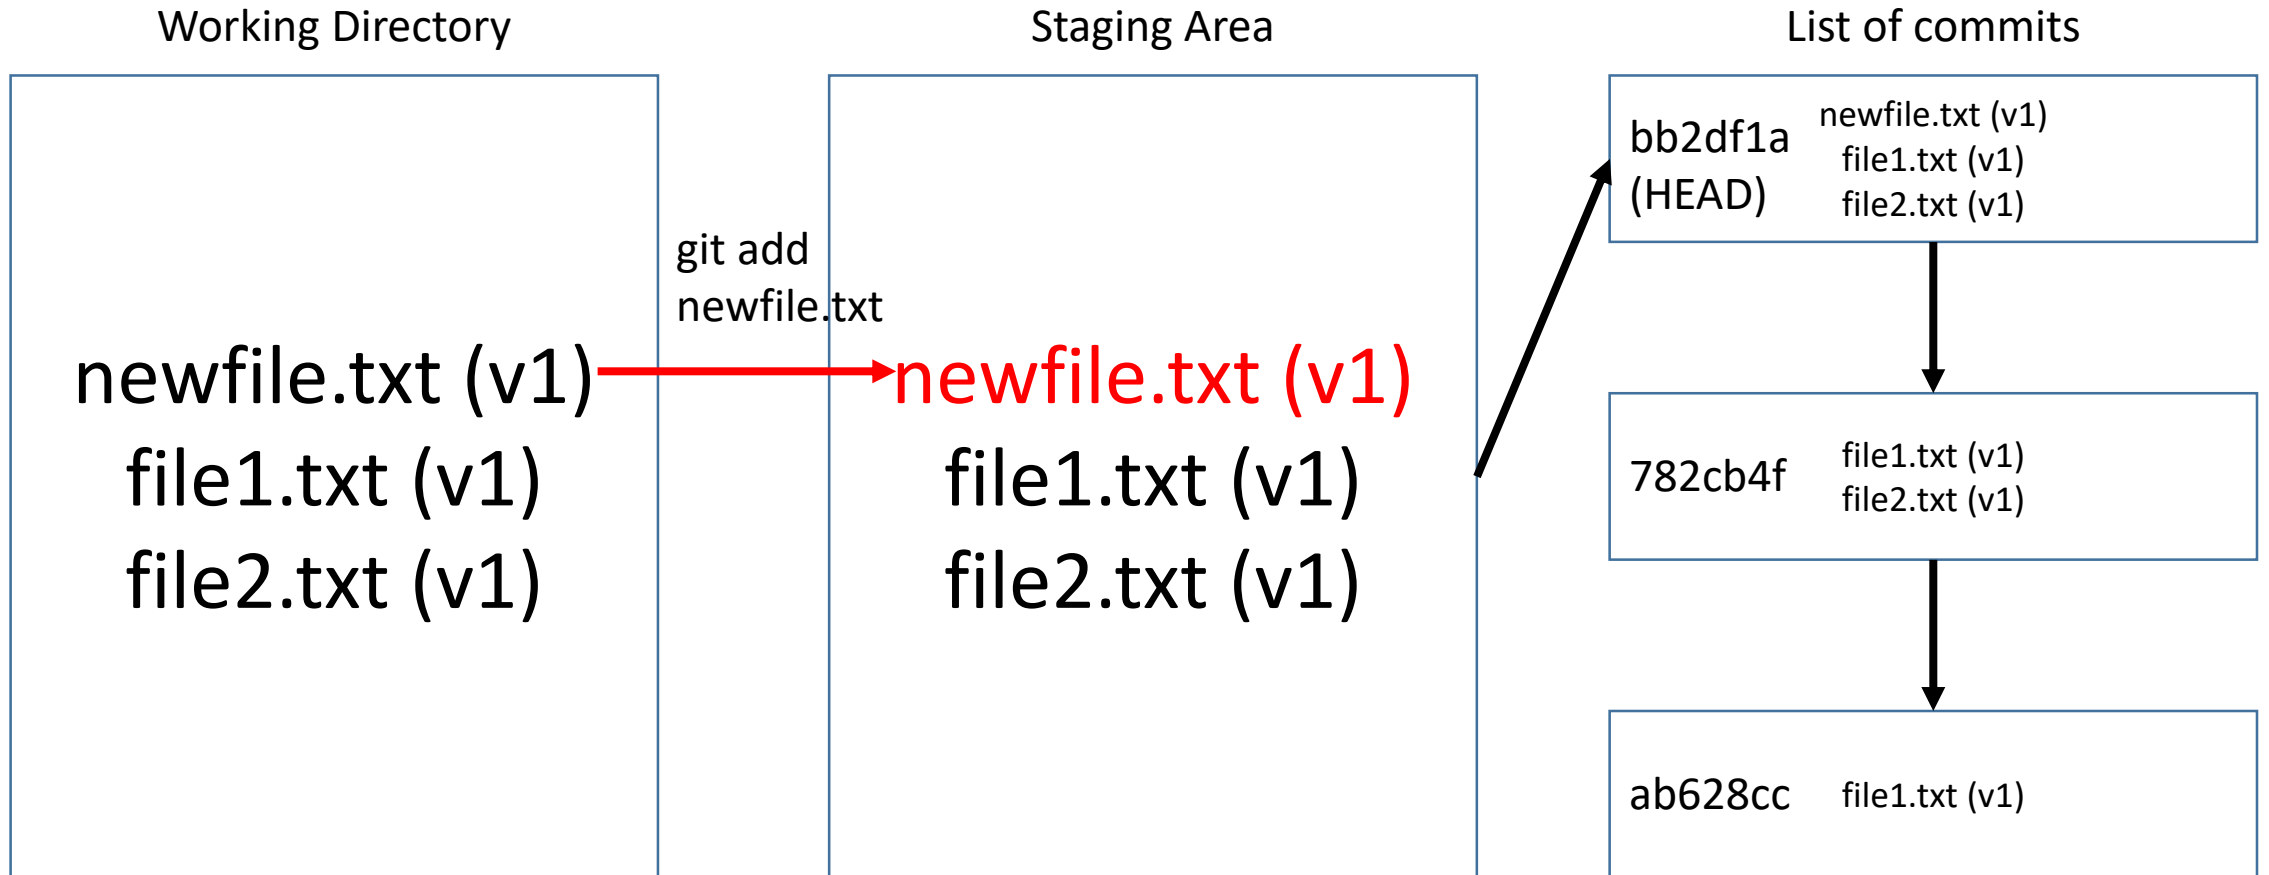 Working Directory
Staging Area
List of commits
git add
newfile.txt
newfile.txt (v1)
file1.txt (v1)
file2.txt (v1)
newfile.txt (v1)
file1.txt (v1)
file2.txt (v1)
bb2df1a
(HEAD)
newfile.txt (v1)
file1.txt (v1)
file2.txt (v1)
782cb4f
file1.txt (v1)
file2.txt (v1)
ab628cc
file1.txt (v1)